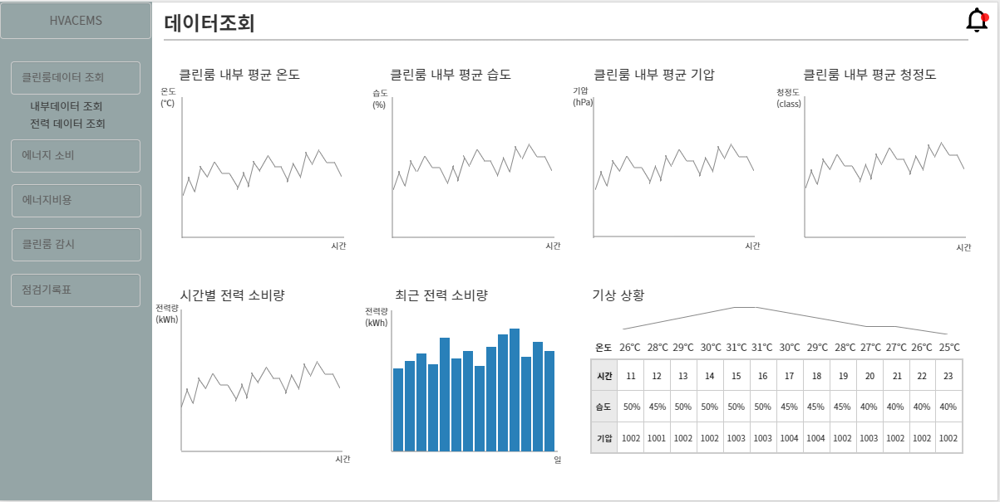 HVACEMS
데이터조회
클린룸데이터 조회
내부데이터 조회
전력 데이터 조회
에너지 소비
에너지비용
클린룸 감시
점검기록표
클린룸 내부 평균 온도
온도
(℃)
시간
클린룸 내부 평균 습도
습도
(%)
시간
클린룸 내부 평균 기압
기압
(hPa)
시간
클린룸 내부 평균 청정도
청정도
(class)
시간
시간별 전력 소비량
전력량
(kWh)
시간
최근 전력 소비량
전력량
(kWh)
일
기상 상황
온도 26℃ 28℃ 29℃ 30℃ 31℃ 31℃ 30℃ 29℃ 28℃ 27℃ 27℃ 26℃ 25℃
시간 11 12 13 14 15 16 17 18 19 20 21 22 23
습도 50% 45% 50% 50% 50% 50% 45% 45% 45% 40% 40% 40% 40%
기압 1002 1001 1002 1002 1003 1003 1004 1004 1002 1003 1002 1002 1002